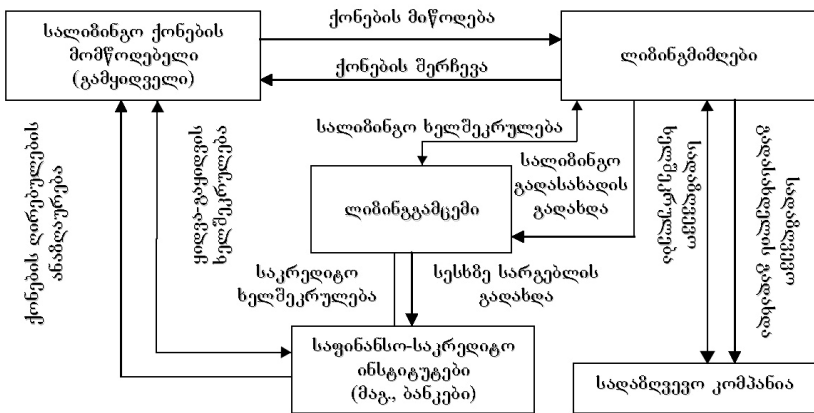 ქონების მიწოდება
სალიზინგო ქონების
მომწოდებელი
(გამყიდველი)
ლიზინგმიმღები
ქონების შერჩევა
სალიზინგო ხელშეკრულება
სალიზინგო
გადასახადის
გადახდა
ლიზინგგამცემი
ქონების ღირებულების
ანაზღაურება
ყიდვა-გაყიდვის
ხელშეკრულება
სადაზღვევო
ხელშეკრულება
სადაზღვევო
გადასახდელის გადახდა
საკრედიტო
ხელშეკრულება
სესხზე სარგებლის
გადახდა
საფინანსო-საკრედიტო
ინსტიტუტები
(მაგ., ბანკები)
სადაზღვევო კომპანია